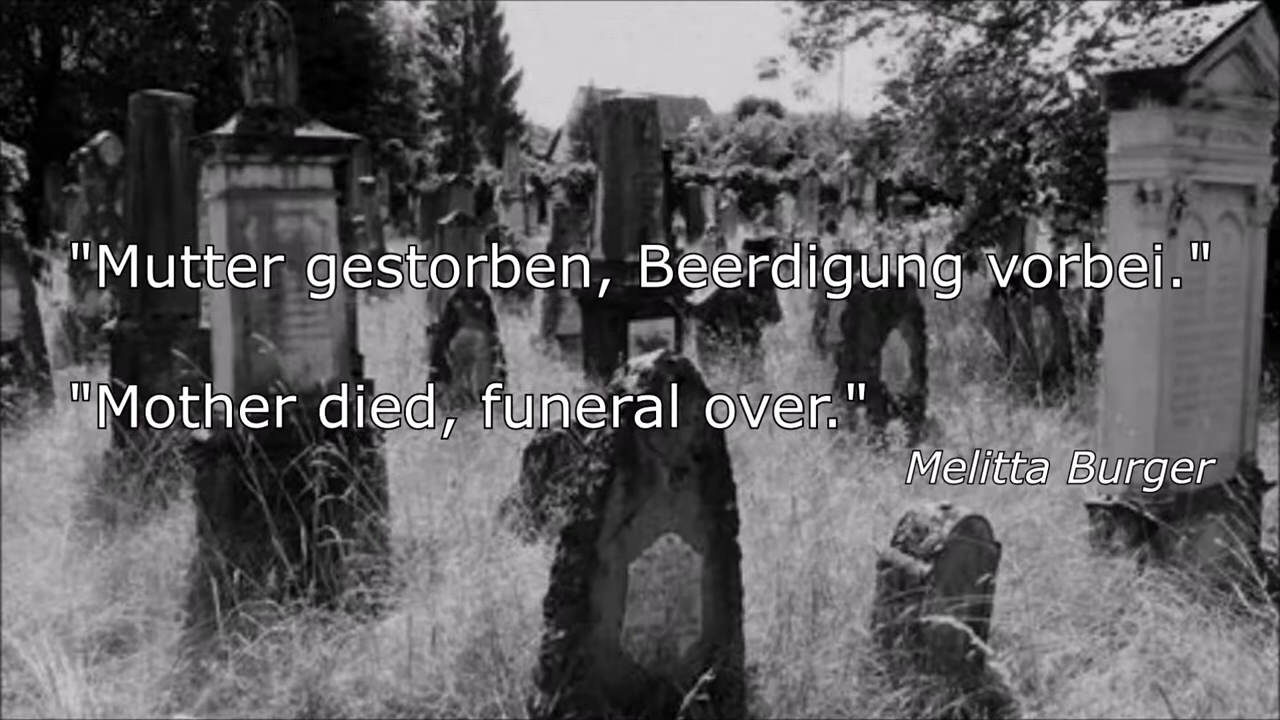 "Mutter gestorben, Beerdigung vorbei."
"Mother died, funeral over."
Melitta Burger